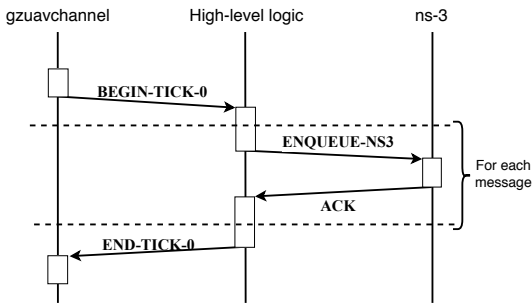 gzuavchannel
High-level logic
ns-3
BEGIN-TICK-0
ENQUEUE-NS3
For each
message
ACK
END-TICK-0